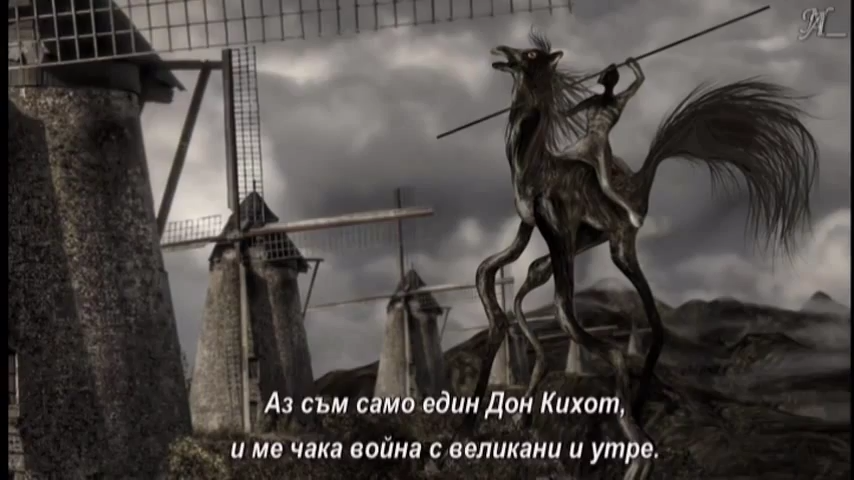 Аз съм само един Дон Кихот,
и ме чака война с великани и утре.